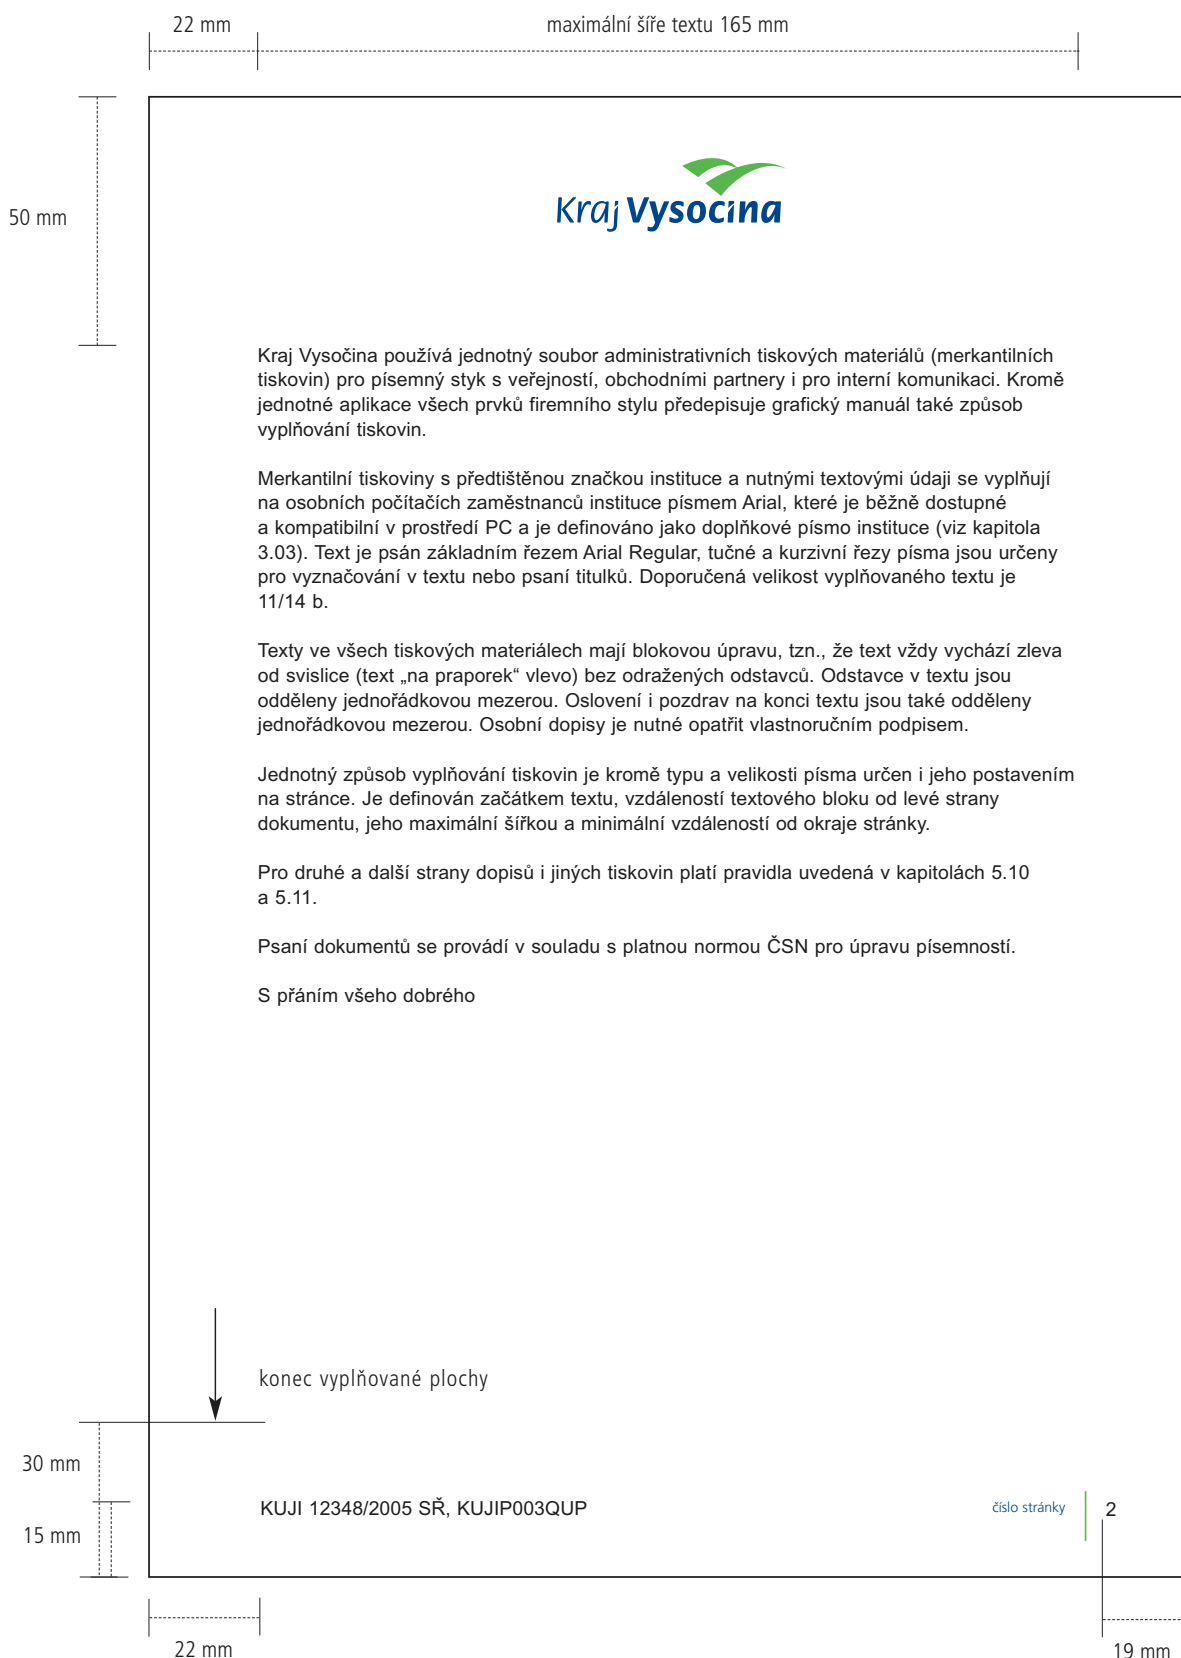 22 mm
maximální šíře textu 165 mm
50 mm
Kraj Vysočina
Kraj Vysočina používá jednotný soubor administrativních tiskových materiálů (merkantilních
tiskovin) pro písemný styk s veřejností, obchodními partnery i pro interní komunikaci. Kromě
jednotné aplikace všech prvků firemního stylu předepisuje grafický manuál také způsob
vyplňování tiskovin.
Merkantilní tiskoviny s předtištěnou značkou instituce a nutnými textovými údaji se vyplňují
na osobních počítačích zaměstnanců instituce písmem Arial, které je běžně dostupné
a kompatibilní v prostředí PC a je definováno jako doplňkové písmo instituce (viz kapitola
3.03). Text je psán základním řezem Arial Regular, tučné a kurzivní řezy písma jsou určeny
pro vyznačování v textu nebo psaní titulků. Doporučená velikost vyplňovaného textu je
11/14 b.
Texty ve všech tiskových materiálech mají blokovou úpravu, tzn., že text vždy vychází zleva
od svislice (text „na praporek“ vlevo) bez odražených odstavců. Odstavce v textu jsou
odděleny jednořádkovou mezerou. Oslovení i pozdrav na konci textu jsou také odděleny
jednořádkovou mezerou. Osobní dopisy je nutné opatřit vlastnoručním podpisem.
Jednotný způsob vyplňování tiskovin je kromě typu a velikosti písma určen i jeho postavením
na stránce. Je definován začátkem textu, vzdáleností textového bloku od levé strany
dokumentu, jeho maximální šířkou a minimální vzdáleností od okraje stránky.
Pro druhé a další strany dopisů i jiných tiskovin platí pravidla uvedená v kapitolách 5.10
a 5.11.
Psaní dokumentů se provádí v souladu s platnou normou ČSN pro úpravu písemností.
S přáním všeho dobrého
konec vyplňované plochy
30 mm
KUJI 12348/2005 SŘ, KUJIP003QUP
číslo stránky
2
15 mm
22 mm
19 mm